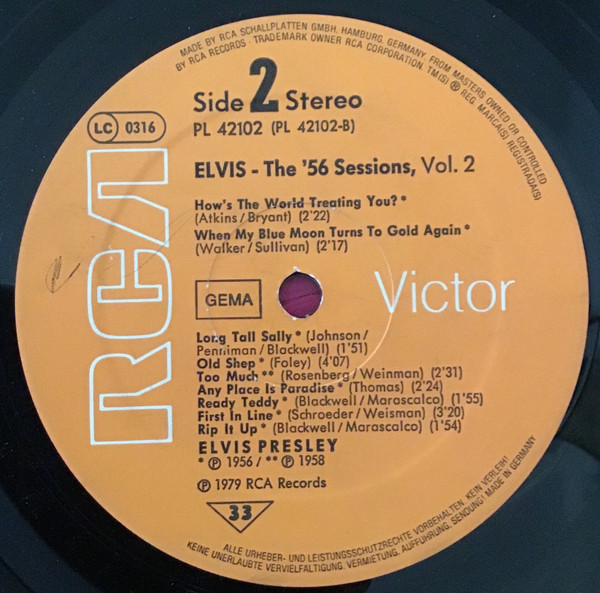 MADE BY RCA SCHALLPLATTEN GMBH. HAMBURG, GERMANY FROM MASTERS OWNED OR CONTROLLED
BY RCA RECORDS · TRADEMARK OWNER RCA CORPORATION. TM(S) ® REG. MARCA(S) REGISTRADA(S)
Side 2 Stereo
LC 0316
PL 42102 (PL 42102-B)
ELVIS - The '56 Sessions, Vol. 2
How's The World Treating You? *
(Atkins/Bryant) (2'22)
When My Blue Moon Turns To Gold Again *
(Walker/Sullivan) (2'17)
RCA
GEMA
Victor
Long Tall Sally * (Johnson/
Penniman/Blackwell) (1'51)
Old Shep * (Foley) (4'07)
Too Much ** (Rosenberg/Weinman) (2'31)
Any Place Is Paradise * (Thomas) (2'24)
Ready Teddy * (Blackwell/Marascalco) (1'55)
First In Line * (Schroeder/Weisman) (3'20)
Rip It Up * (Blackwell/Marascalco) (1'54)
ELVIS PRESLEY
* ℗ 1956/** ℗ 1958
℗ 1979 RCA Records
33
ALLE URHEBER- UND LEISTUNGSSCHUTZRECHTE VORBEHALTEN. KEIN VERLEIH!
KEINE UNERLAUBTE VERVIELFÄLTIGUNG. VERMIETUNG. AUFFÜHRUNG. SENDUNG! MADE IN GERMANY